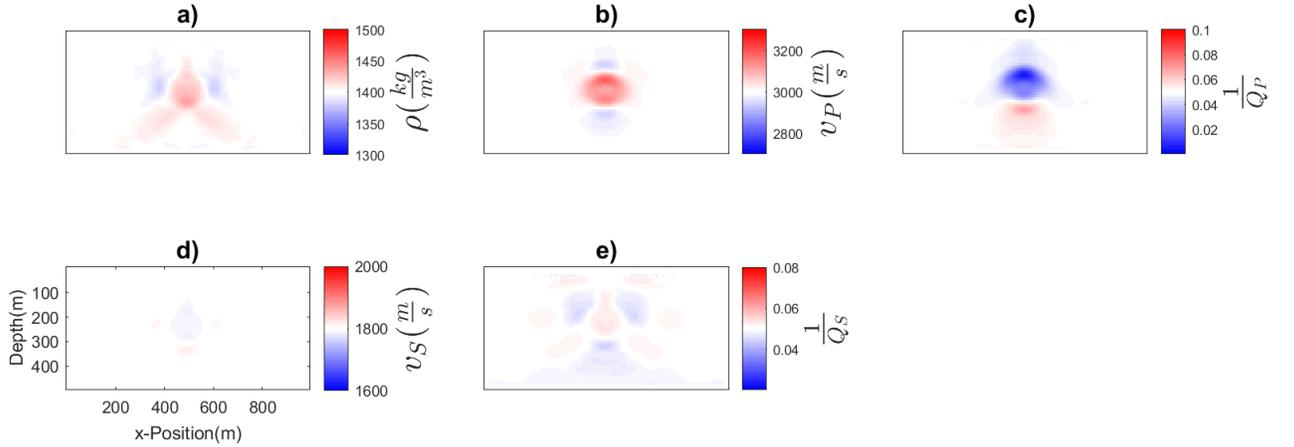 a)
1500
1450
1400
1350
1300
ρ(kg/m³)
b)
3200
3000
2800
v_P(m/s)
c)
0.1
0.08
0.06
0.04
0.02
1/Q_P
d)
Depth(m)
100
200
300
400
200 400 600 800
x-Position(m)
2000
1800
1600
v_S(m/s)
e)
0.08
0.06
0.04
1/Q_S